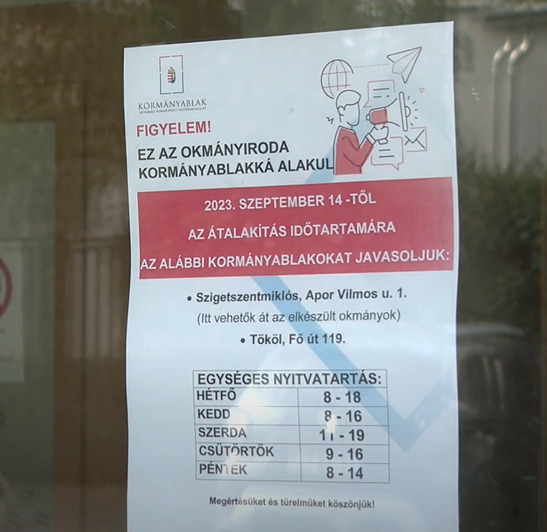 KORMÁNYABLAK
FIGYELEM!
EZ AZ OKMÁNYIRODA
KORMÁNYABLAKKÁ ALAKUL
2023. SZEPTEMBER 14 -TŐL
AZ ÁTALAKÍTÁS IDŐTARTAMÁRA
AZ ALÁBBI KORMÁNYABLAKOKAT JAVASOLJUK:
• Szigetszentmiklós, Apor Vilmos u. 1.
(Itt vehetők át az elkészült okmányok)
• Tököl, Fő út 119.
EGYSÉGES NYITVATARTÁS:
HÉTFŐ 8 - 18
KEDD 8 - 16
SZERDA 11 - 19
CSÜTÖRTÖK 9 - 16
PÉNTEK 8 - 14
Megértésüket és türelmüket köszönjük!